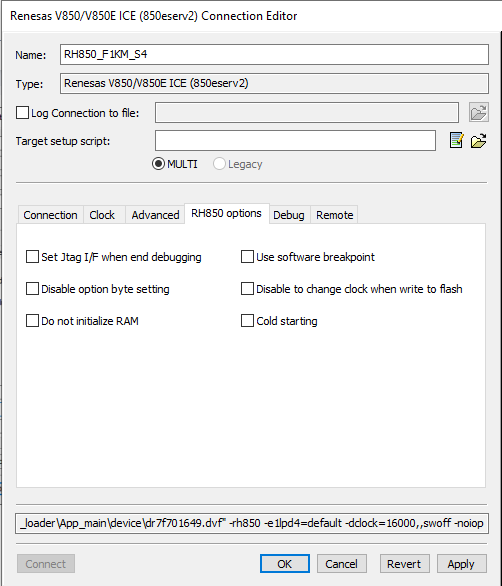 Renesas V850/V850E ICE (850eserv2) Connection Editor
Name: RH850_F1KM_S4
Type: Renesas V850/V850E ICE (850eserv2)
Log Connection to file:
Target setup script:
MULTI Legacy
Connection Clock Advanced RH850 options Debug Remote
Set Jtag I/F when end debugging Use software breakpoint
Disable option byte setting Disable to change clock when write to flash
Do not initialize RAM Cold starting
_loader\App_main\device\dr7f701649.dvf" -rh850 -e1lpd4=default -dclock=16000,,swoff -noiop
Connect OK Cancel Revert Apply